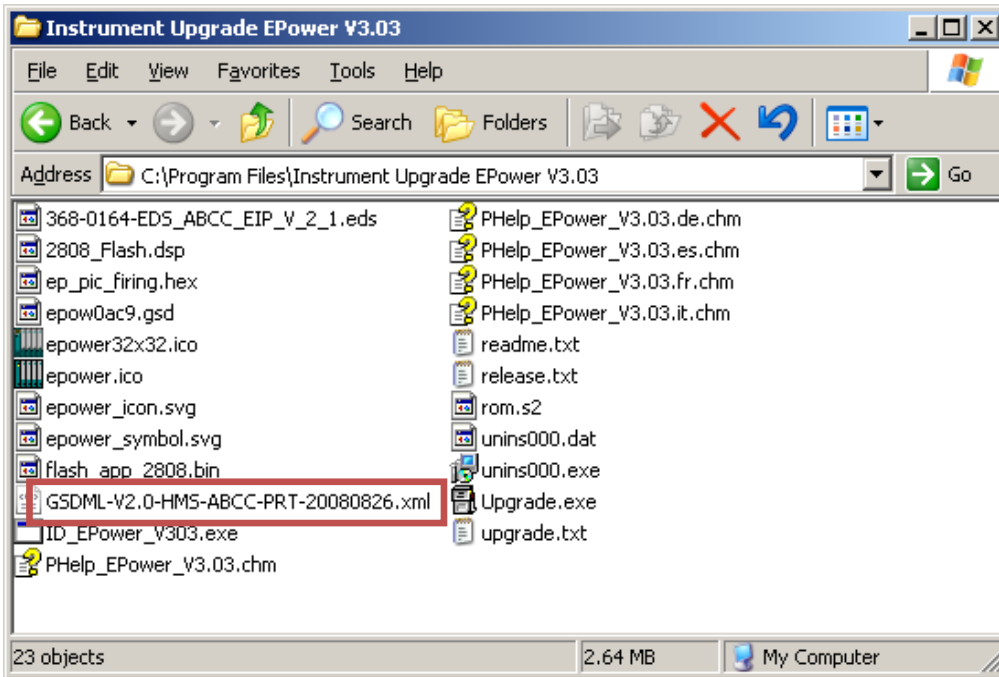 Instrument Upgrade EPower V3.03
File Edit View Favorites Tools Help
Back Search Folders
Address C:\Program Files\Instrument Upgrade EPower V3.03 Go
368-0164-EDS_ABCC_EIP_V_2_1.eds
2808_Flash.dsp
ep_pic_firing.hex
epow0ac9.gsd
epower32x32.ico
epower.ico
epower_icon.svg
epower_symbol.svg
flash_app_2808.bin
GSDML-V2.0-HMS-ABCC-PRT-20080826.xml
ID_EPower_V303.exe
PHelp_EPower_V3.03.chm
PHelp_EPower_V3.03.de.chm
PHelp_EPower_V3.03.es.chm
PHelp_EPower_V3.03.fr.chm
PHelp_EPower_V3.03.it.chm
readme.txt
release.txt
rom.s2
unins000.dat
unins000.exe
Upgrade.exe
upgrade.txt
23 objects 2.64 MB My Computer